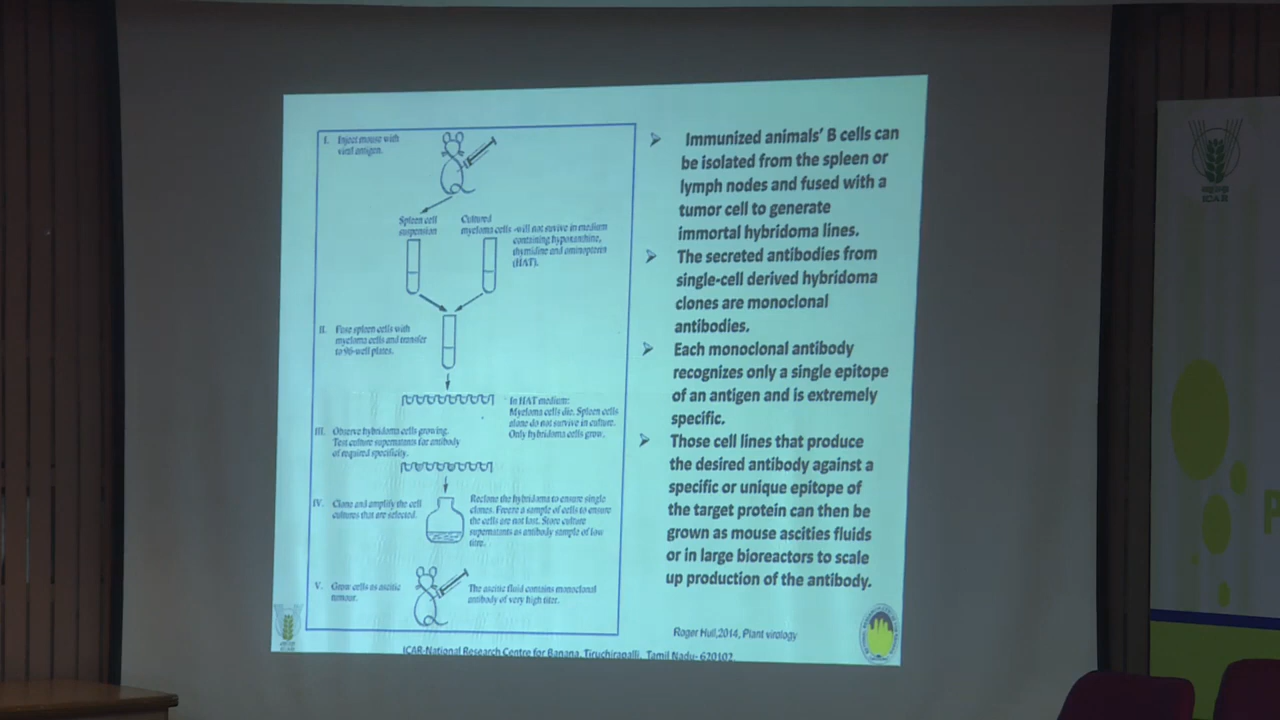 I. Inject mouse with
viral antigen.
Spleen cell
suspension
Cultured
myeloma cells -will not survive in medium
containing hypoxanthine,
thymidine and aminopteren
(HAT).
II. Fuse spleen cells with
myeloma cells and transfer
to 96-well plates.
In HAT medium:
Myeloma cells die. Spleen cells
alone do not survive in culture.
Only hybridoma cells grow.
III. Observe hybridoma cells growing.
Test culture supernatants for antibody
of required specificity.
IV. Clone and amplify the cell
cultures that are selected.
Reclone the hybridoma to ensure single
clones. Freeze a sample of cells to ensure
the cells are not lost. Store culture
supernatants as antibody sample of low
titre.
V. Grow cells as ascitic
tumour.
The ascitic fluid contains monoclonal
antibody of very high titer.
➢ Immunized animals' B cells can
be isolated from the spleen or
lymph nodes and fused with a
tumor cell to generate
immortal hybridoma lines.
➢ The secreted antibodies from
single-cell derived hybridoma
clones are monoclonal
antibodies.
➢ Each monoclonal antibody
recognizes only a single epitope
of an antigen and is extremely
specific.
➢ Those cell lines that produce
the desired antibody against a
specific or unique epitope of
the target protein can then be
grown as mouse ascities fluids
or in large bioreactors to scale
up production of the antibody.
Roger Hull,2014, Plant virology
ICAR-National Research Centre for Banana, Tiruchirapalli, Tamil Nadu- 620102.
ICAR